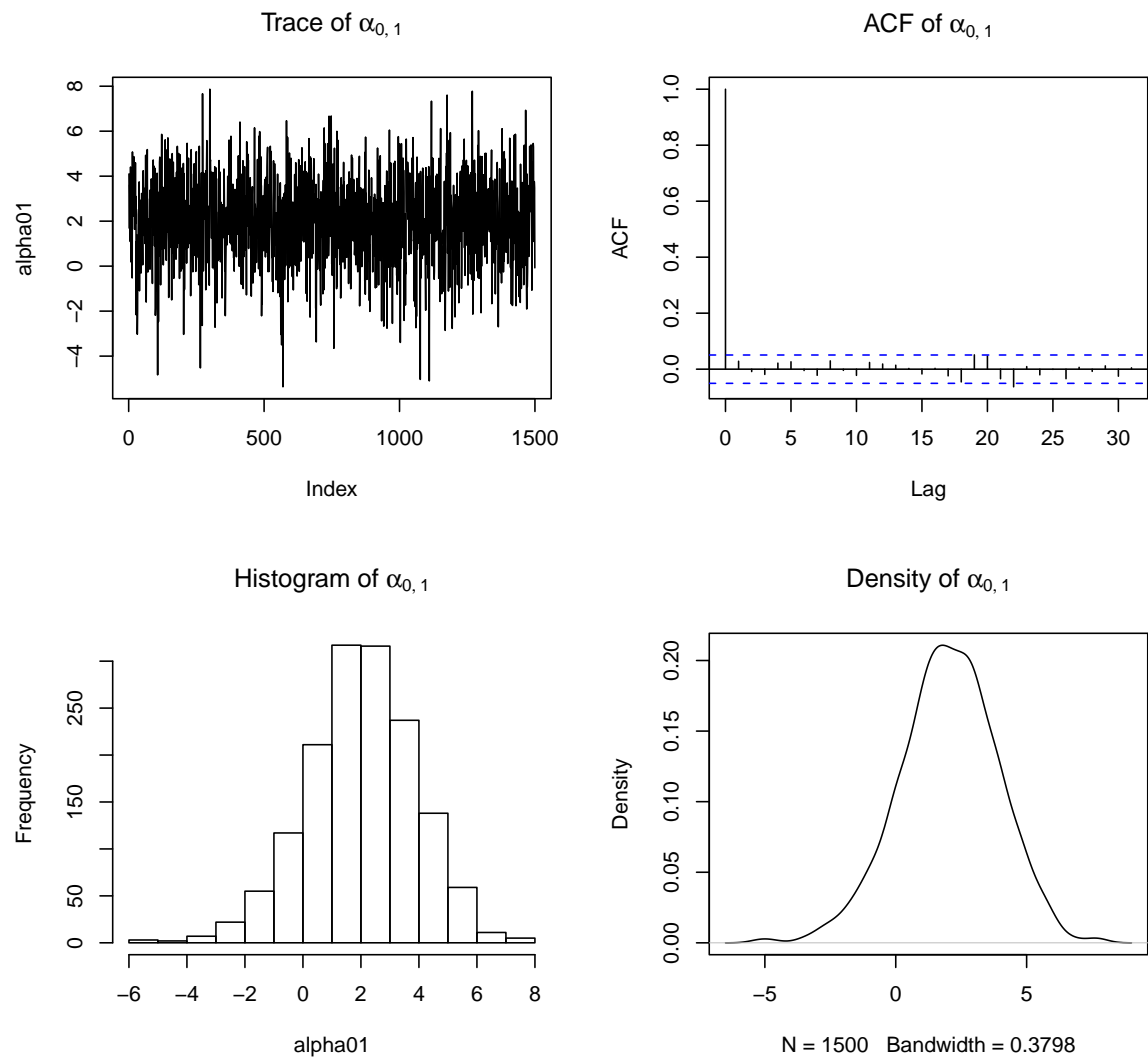 Trace of α0, 1
alpha01
8
6
4
2
0
−2
−4
0 500 1000 1500
Index
ACF of α0, 1
ACF
1.0
0.8
0.6
0.4
0.2
0.0
0 5 10 15 20 25 30
Lag
Histogram of α0, 1
Frequency
250
150
50
0
−6 −4 −2 0 2 4 6 8
alpha01
Density of α0, 1
Density
0.20
0.15
0.10
0.05
0.00
−5 0 5
N = 1500 Bandwidth = 0.3798